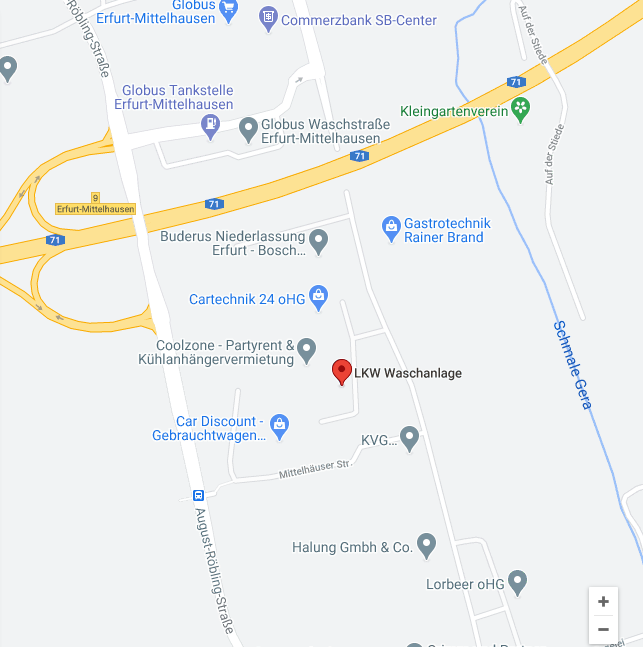 Globus
Erfurt-Mittelhausen
Commerzbank SB-Center
Röbling-Straße
Auf der Stiede
71
Globus Tankstelle
Erfurt-Mittelhausen
Kleingartenverein
Globus Waschstraße
Erfurt-Mittelhausen
71
Auf der Stiede
9
Erfurt-Mittelhausen
71
71
Gastrotechnik
Rainer Brand
Buderus Niederlassung
Erfurt - Bosch...
Cartechnik 24 oHG
Coolzone - Partyrent &
Kühlanhängervermietung
LKW Waschanlage
Schmale Gera
Car Discount -
Gebrauchtwagen...
KVG...
Mittelhäuser Str.
August-Röbling-Straße
Halung Gmbh & Co.
Lorbeer oHG
+
−